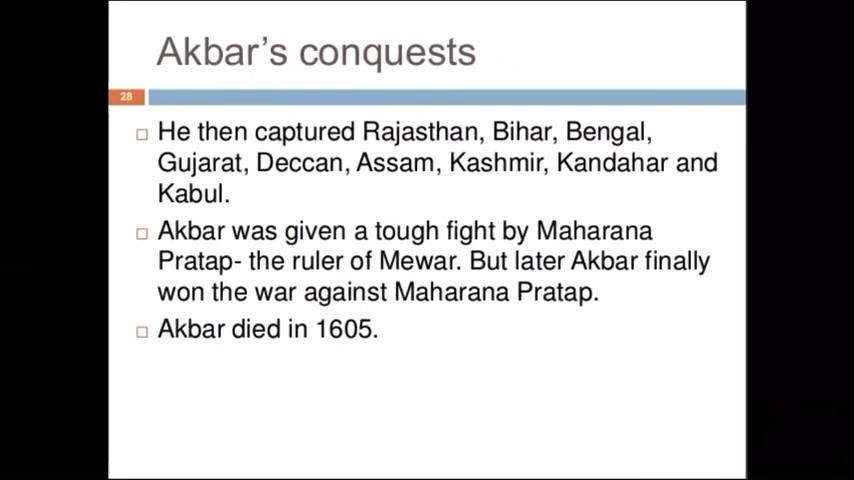 Akbar's conquests
28
He then captured Rajasthan, Bihar, Bengal,
Gujarat, Deccan, Assam, Kashmir, Kandahar and
Kabul.
Akbar was given a tough fight by Maharana
Pratap- the ruler of Mewar. But later Akbar finally
won the war against Maharana Pratap.
Akbar died in 1605.